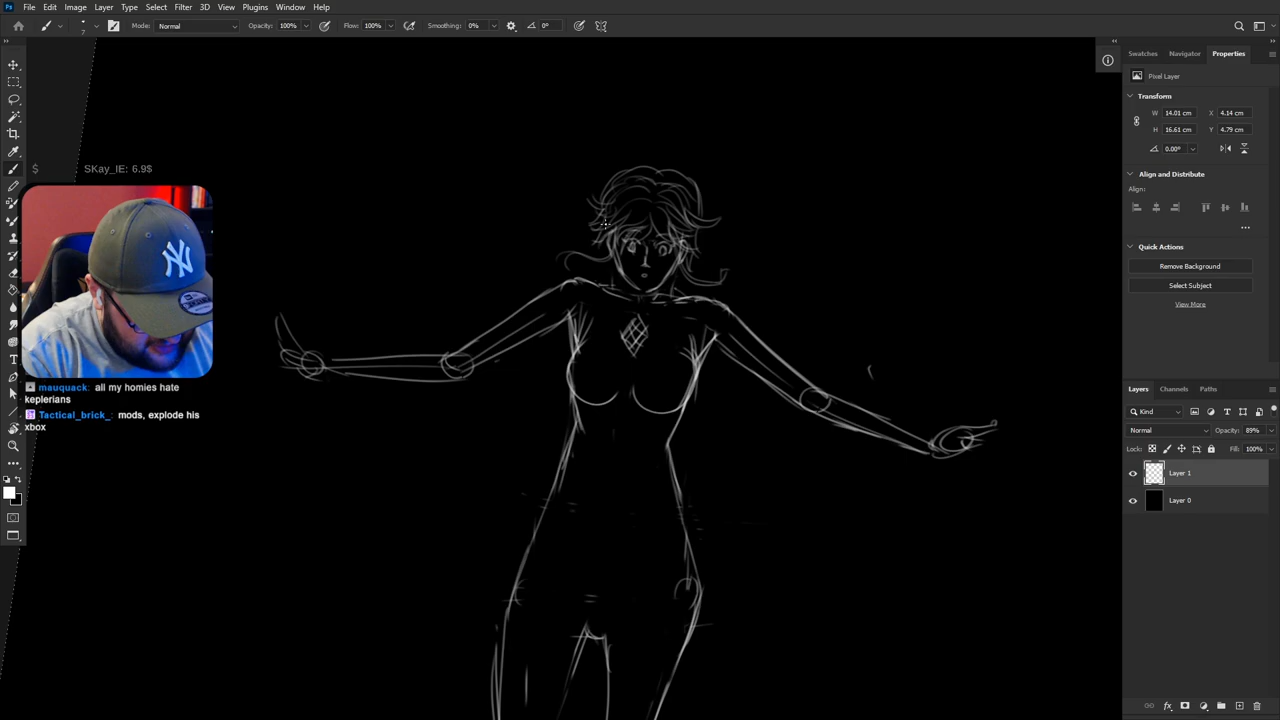 Ps File Edit Image Layer Type Select Filter 3D View Plugins Window Help
7 Mode: Normal Opacity: 100% Flow: 100% Smoothing: 0% 0°
Swatches Navigator Properties
Pixel Layer
Transform
W 14.01 cm X 4.14 cm
H 16.61 cm Y 4.79 cm
0.00°
Align and Distribute
Align:
Quick Actions
Remove Background
Select Subject
View More
$ SKay_IE: 6.9$
NY
mauquack: all my homies hate
keplerians
Tactical_brick_: mods, explode his
xbox
Layers Channels Paths
Kind
Normal Opacity: 89%
Lock: Fill: 100%
Layer 1
Layer 0